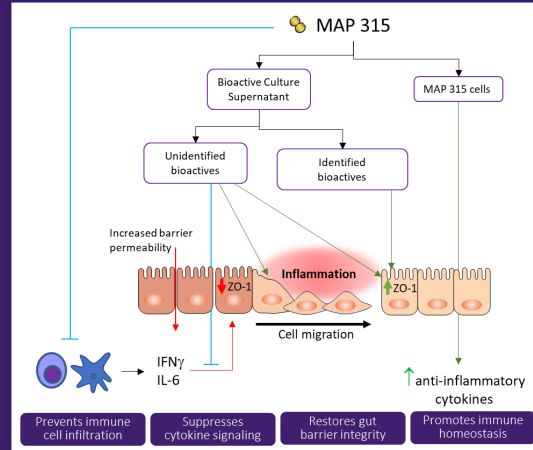 MAP 315
Bioactive Culture
Supernatant
MAP 315 cells
Unidentified
bioactives
Identified
bioactives
Increased barrier
permeability
Inflammation
ZO-1
ZO-1
Cell migration
IFNγ
IL-6
anti-inflammatory
cytokines
Prevents immune
cell infiltration
Suppresses
cytokine signaling
Restores gut
barrier integrity
Promotes immune
homeostasis